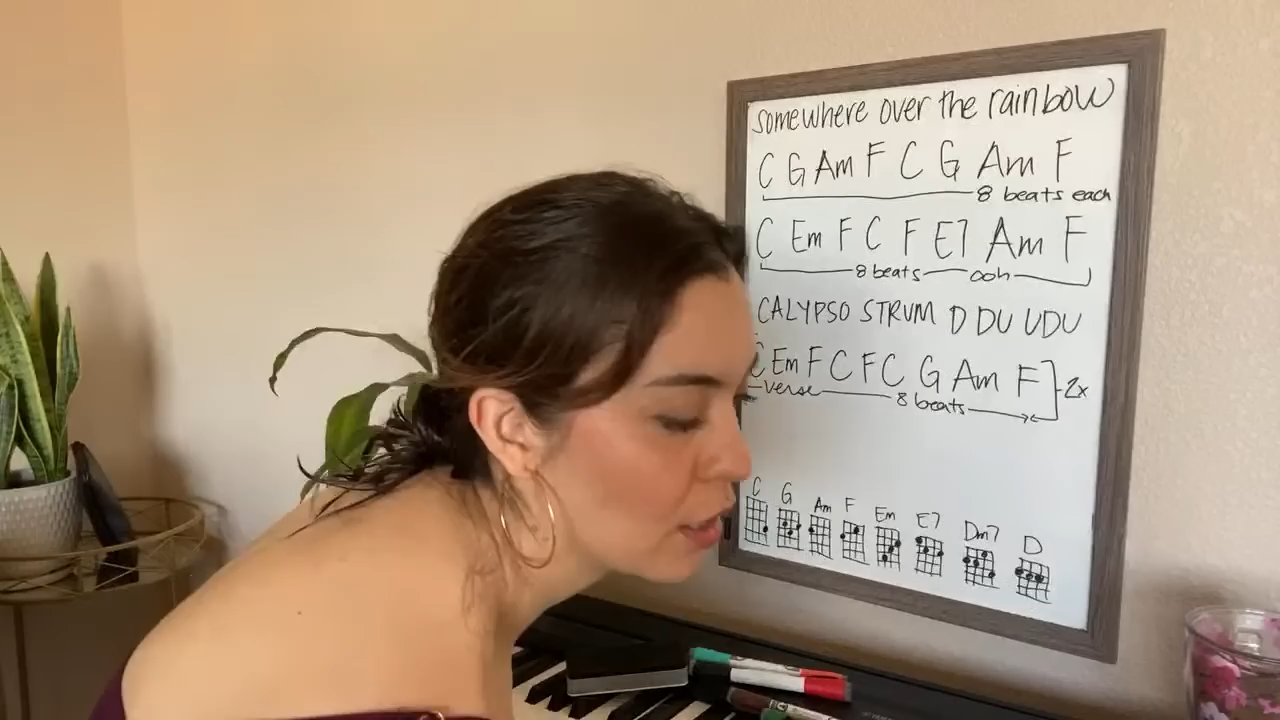 somewhere over the rainbow
C G Am F C G Am F
8 beats each
C Em F C F E7 Am F
8 beats ooh
CALYPSO STRUM D DU UDU
C Em F C F C G Am F 2x
verse 8 beats
C G Am F Em E7 Dm7 D